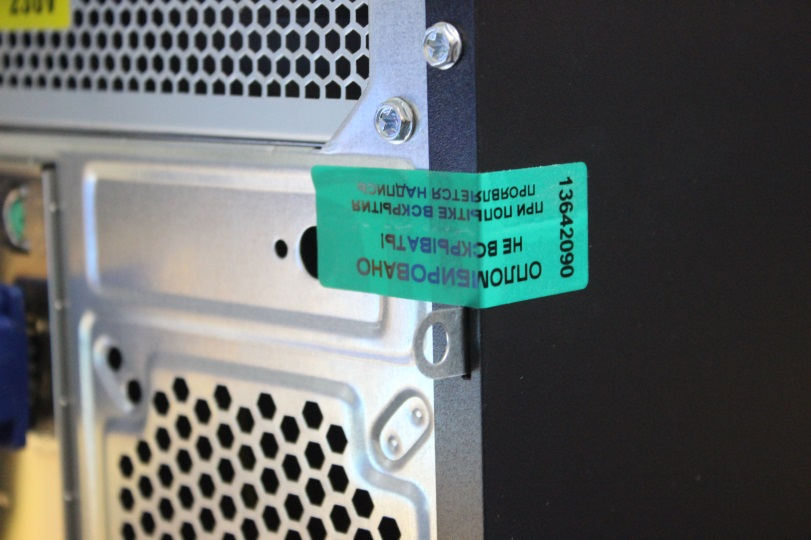 ОПЛОМБИРОВАНО
НЕ ВСКРЫВАТЬ!
ПРИ ПОПЫТКЕ ВСКРЫТИЯ
ПРОЯВЛЯЕТСЯ НАДПИСЬ
13642090